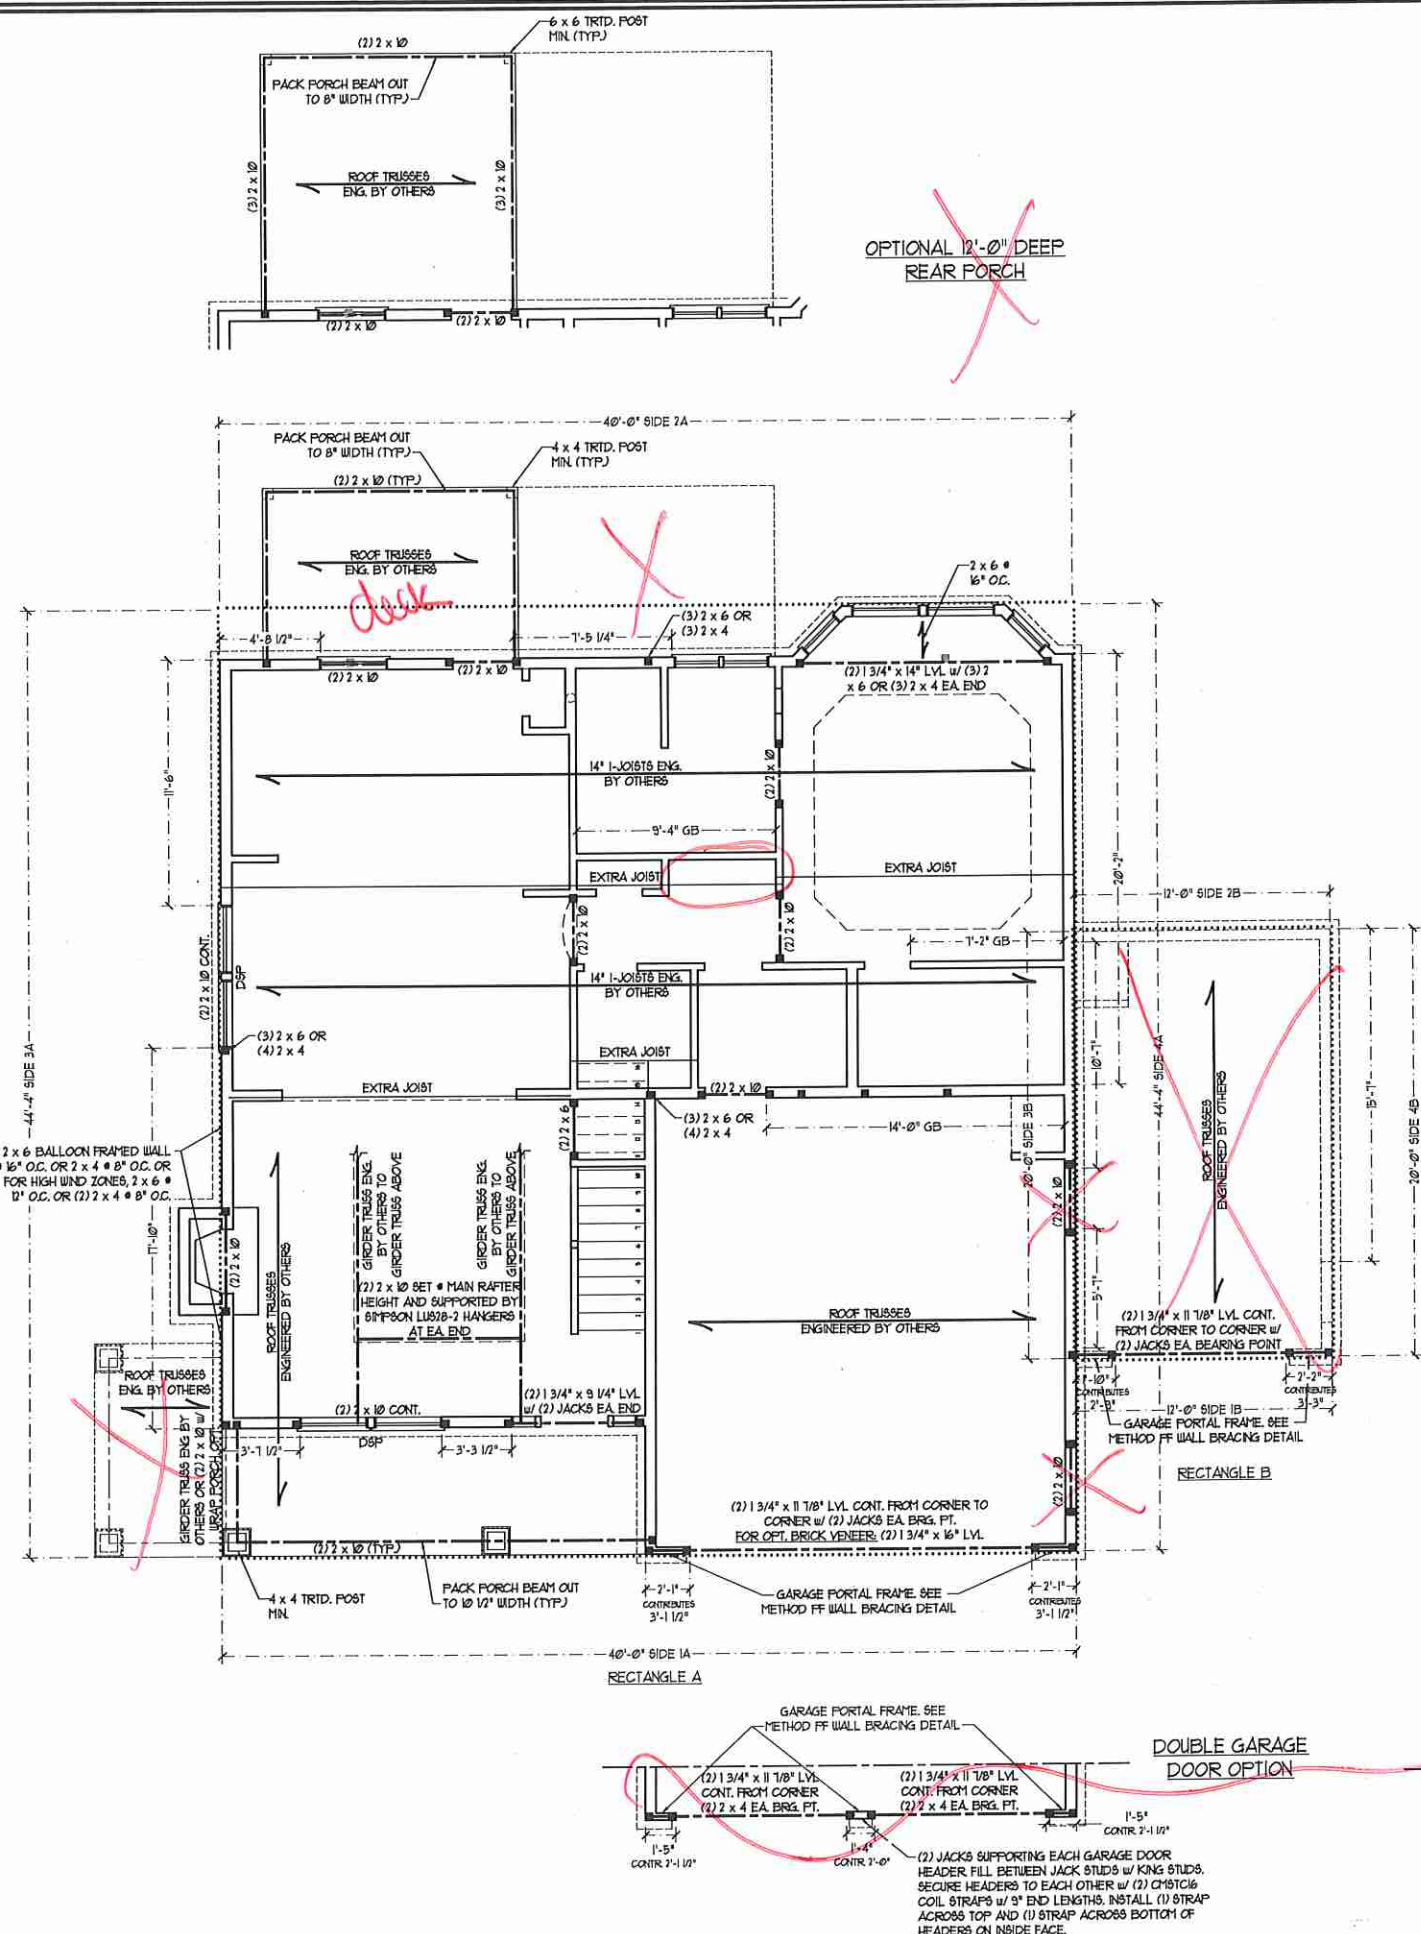 6 x 6 TRTD. POST
MIN. (TYP.)
(2) 2 x 10
PACK PORCH BEAM OUT
TO 8" WIDTH (TYP.)
(3) 2 x 10
ROOF TRUSSES
ENG. BY OTHERS
(3) 2 x 10
OPTIONAL 12'-0" DEEP
REAR PORCH
(2) 2 x 10
(2) 2 x 10
40'-0" SIDE 2A
PACK PORCH BEAM OUT
TO 8" WIDTH (TYP.)
4 x 4 TRTD. POST
MIN. (TYP.)
(2) 2 x 10 (TYP.)
ROOF TRUSSES
ENG. BY OTHERS
deck
2 x 6 @
16" O.C.
(3) 2 x 6 OR
(3) 2 x 4
4'-8 1/2"
7'-5 1/4"
(2) 2 x 10
(2) 2 x 10
(2) 1 3/4" x 14" LVL w/ (3) 2
x 6 OR (3) 2 x 4 EA. END
11'-6"
14" I-JOISTS ENG.
BY OTHERS
(2) 2 x 10
9'-4" GB
EXTRA JOIST
EXTRA JOIST
20'-2"
12'-0" SIDE 2B
(2) 2 x 10
(2) 2 x 10
7'-2" GB
(2) 2 x 10 CONT.
DSP
14" I-JOISTS ENG.
BY OTHERS
(3) 2 x 6 OR
(4) 2 x 4
EXTRA JOIST
EXTRA JOIST
(2) 2 x 10
44'-4" SIDE 3A
10'-7"
44'-4" SIDE 4A
15'-7"
20'-0" SIDE 4B
20'-0" SIDE 3B
ROOF TRUSSES
ENGINEERED BY OTHERS
(2) 2 x 6
(3) 2 x 6 OR
(4) 2 x 4
14'-0" GB
2 x 6 BALLOON FRAMED WALL
16" O.C. OR 2 x 4 @ 8" O.C. OR
FOR HIGH WIND ZONES, 2 x 6 @
12" O.C. OR (2) 2 x 4 @ 8" O.C.
17'-10"
(2) 2 x 10
ROOF TRUSSES
ENGINEERED BY OTHERS
GIRDER TRUSS ENG.
BY OTHERS TO
GIRDER TRUSS ABOVE
GIRDER TRUSS ENG.
BY OTHERS TO
GIRDER TRUSS ABOVE
(2) 2 x 10 SET @ MAIN RAFTER
HEIGHT AND SUPPORTED BY
SIMPSON LUS28-2 HANGERS
AT EA. END
(2) 2 x 10
5'-7"
ROOF TRUSSES
ENGINEERED BY OTHERS
(2) 1 3/4" x 11 7/8" LVL CONT.
FROM CORNER TO CORNER w/
(2) JACKS EA. BEARING POINT
ROOF TRUSSES
ENG. BY OTHERS
GIRDER TRUSS ENG BY
OTHERS OR (2) 2 x 10 w/
WRAP PORCH OPT.
(2) 1 3/4" x 9 1/4" LVL
w/ (2) JACKS EA. END
(2) 2 x 10 CONT.
DSP
3'-7 1/2"
3'-3 1/2"
1'-10"
CONTRIBUTES
2'-9"
2'-2"
CONTRIBUTES
3'-3"
12'-0" SIDE 1B
GARAGE PORTAL FRAME. SEE
METHOD PF WALL BRACING DETAIL
RECTANGLE B
(2) 2 x 10
(2) 1 3/4" x 11 7/8" LVL CONT. FROM CORNER TO
CORNER w/ (2) JACKS EA. BRG. PT.
FOR OPT. BRICK VENEER: (2) 1 3/4" x 16" LVL
(2) 2 x 10 (TYP.)
4 x 4 TRTD. POST
MIN.
PACK PORCH BEAM OUT
TO 10 1/2" WIDTH (TYP.)
2'-1"
CONTRIBUTES
3'-1 1/2"
GARAGE PORTAL FRAME. SEE
METHOD PF WALL BRACING DETAIL
2'-1"
CONTRIBUTES
3'-1 1/2"
40'-0" SIDE 1A
RECTANGLE A
GARAGE PORTAL FRAME. SEE
METHOD PF WALL BRACING DETAIL
DOUBLE GARAGE
DOOR OPTION
(2) 1 3/4" x 11 7/8" LVL
CONT. FROM CORNER
(2) 2 x 4 EA. BRG. PT.
(2) 1 3/4" x 11 7/8" LVL
CONT. FROM CORNER
(2) 2 x 4 EA. BRG. PT.
1'-5"
CONTR. 2'-1 1/2"
1'-4"
CONTR. 2'-0"
1'-5"
CONTR. 2'-1 1/2"
(2) JACKS SUPPORTING EACH GARAGE DOOR
HEADER. FILL BETWEEN JACK STUDS w/ KING STUDS.
SECURE HEADERS TO EACH OTHER w/ (2) CMSTC16
COIL STRAPS w/ 9" END LENGTHS. INSTALL (1) STRAP
ACROSS TOP AND (1) STRAP ACROSS BOTTOM OF
HEADERS ON INSIDE FACE.